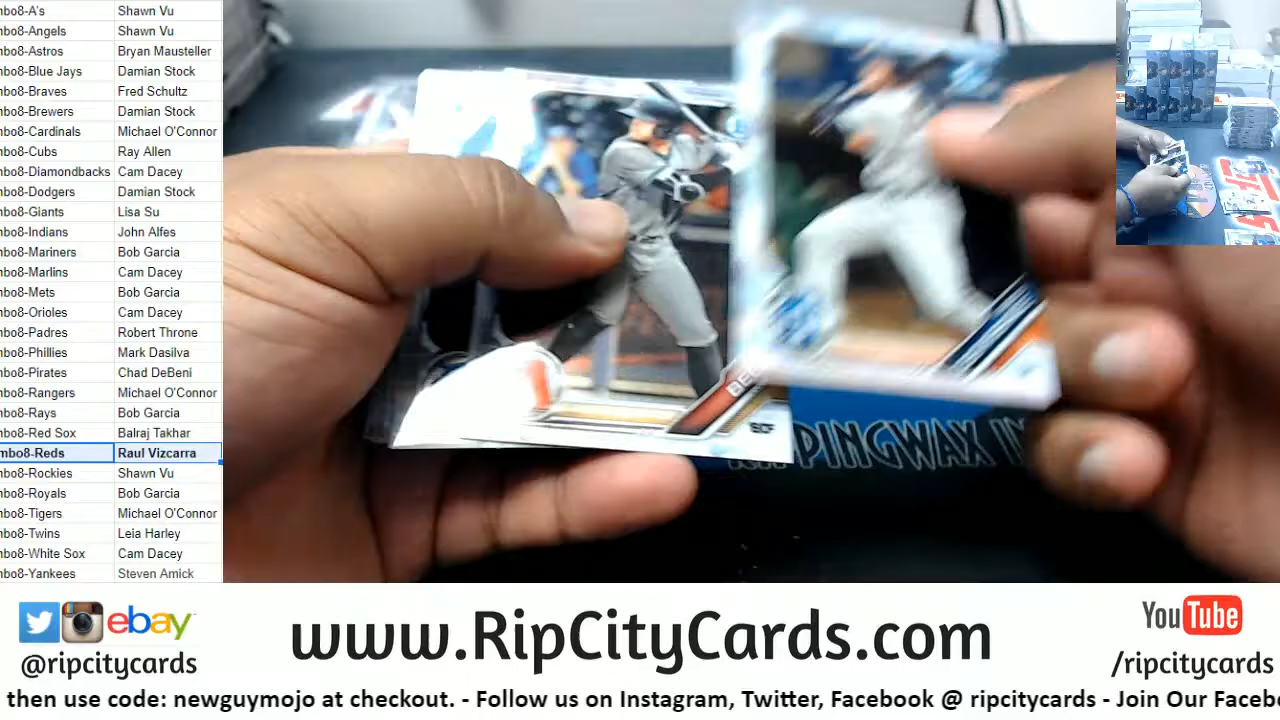 mbo8-A's Shawn Vu
mbo8-Angels Shawn Vu
mbo8-Astros Bryan Mausteller
mbo8-Blue Jays Damian Stock
mbo8-Braves Fred Schultz
mbo8-Brewers Damian Stock
mbo8-Cardinals Michael O'Connor
mbo8-Cubs Ray Allen
mbo8-Diamondbacks Cam Dacey
mbo8-Dodgers Damian Stock
mbo8-Giants Lisa Su
mbo8-Indians John Alfes
mbo8-Mariners Bob Garcia
mbo8-Marlins Cam Dacey
mbo8-Mets Bob Garcia
mbo8-Orioles Cam Dacey
mbo8-Padres Robert Throne
mbo8-Phillies Mark Dasilva
mbo8-Pirates Chad DeBeni
mbo8-Rangers Michael O'Connor
mbo8-Rays Bob Garcia
mbo8-Red Sox Balraj Takhar
mbo8-Reds Raul Vizcarra
mbo8-Rockies Shawn Vu
mbo8-Royals Bob Garcia
mbo8-Tigers Michael O'Connor
mbo8-Twins Leia Harley
mbo8-White Sox Cam Dacey
mbo8-Yankees Steven Amick
PINGWAX
ebay
@ripcitycards
www.RipCityCards.com
YouTube
/ripcitycards
then use code: newguymojo at checkout. - Follow us on Instagram, Twitter, Facebook @ ripcitycards - Join Our Faceb